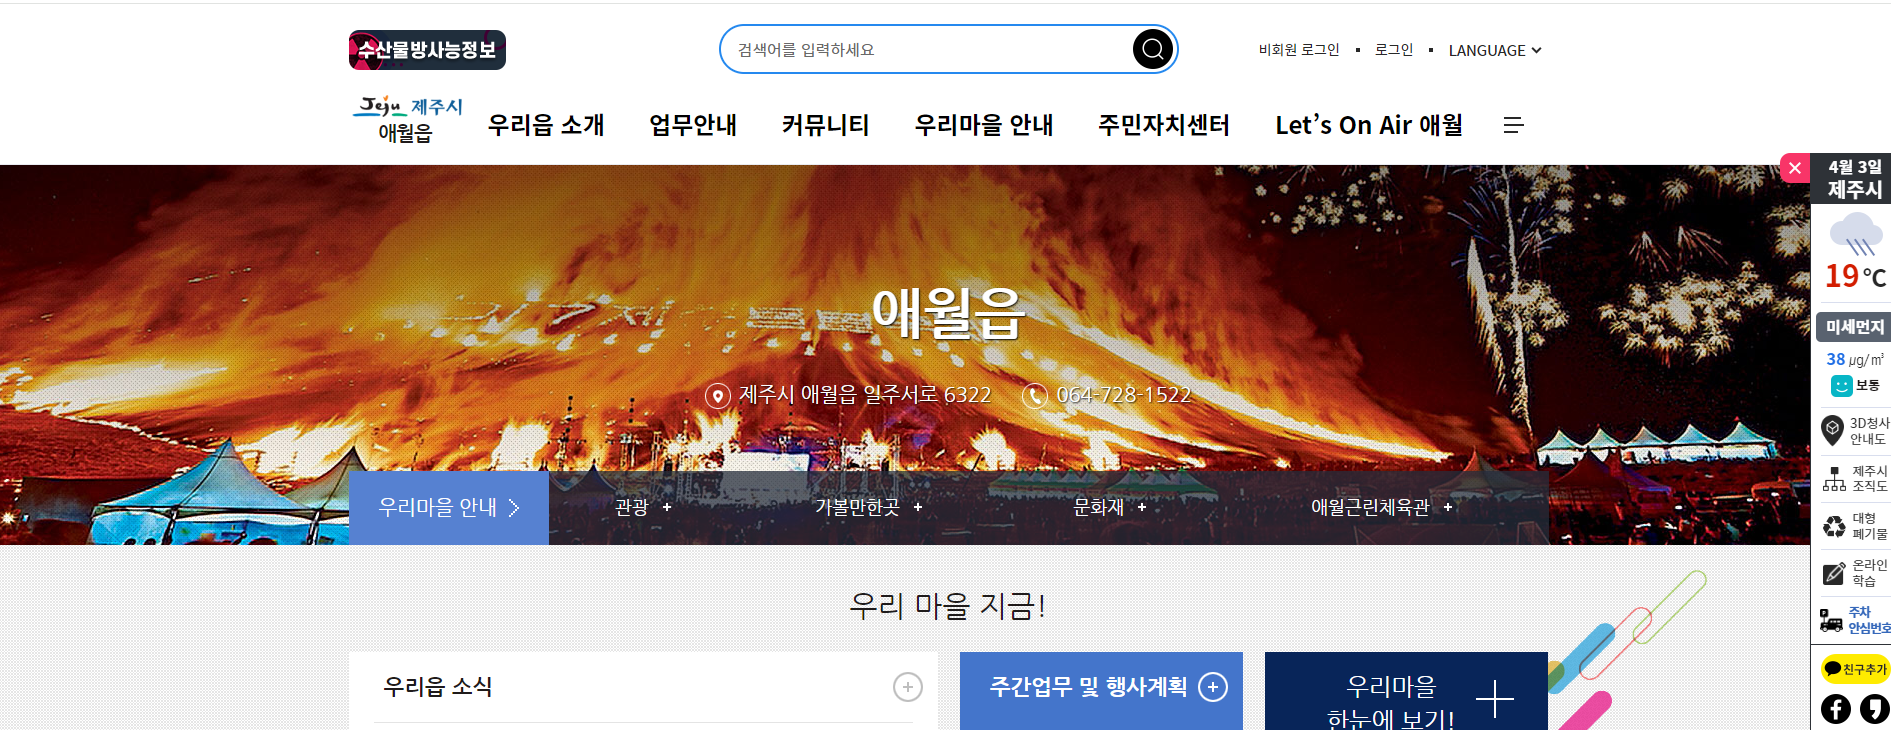 수산물방사능정보
검색어를 입력하세요
비회원 로그인
로그인
LANGUAGE
Jeju 제주시
애월읍
우리읍 소개
업무안내
커뮤니티
우리마을 안내
주민자치센터
Let’s On Air 애월
4월 3일
제주시
19℃
미세먼지
38 ㎍/㎥
보통
3D청사
안내도
제주시
조직도
대형
폐기물
온라인
학습
주차
안심번호
친구추가
애월읍
제주시 애월읍 일주서로 6322
064-728-1522
우리마을 안내
관광
가볼만한곳
문화재
애월근린체육관
우리 마을 지금!
우리읍 소식
주간업무 및 행사계획
우리마을
한눈에 보기!